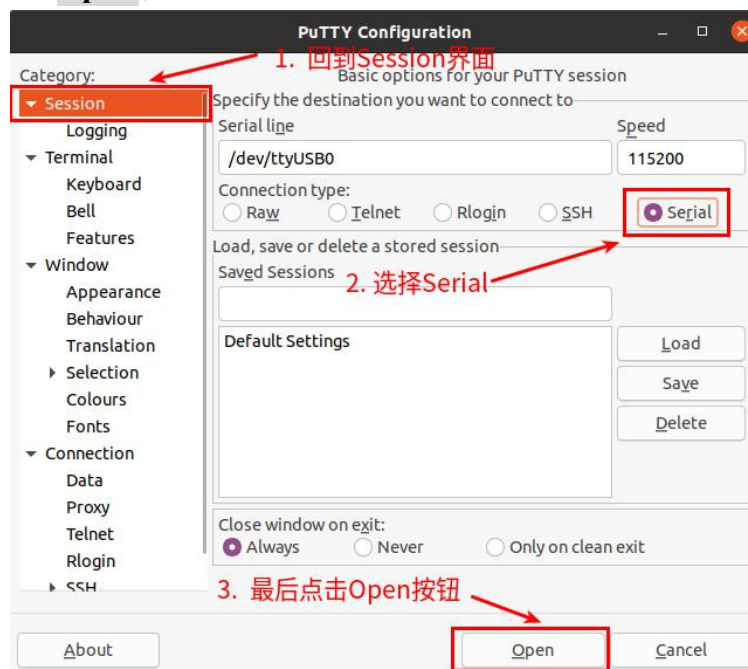 PuTTY Configuration
1. 回到Session界面
Category:
Basic options for your PuTTY session
Session
Specify the destination you want to connect to
Logging
Serial line
Speed
Terminal
/dev/ttyUSB0
115200
Keyboard
Connection type:
Bell
Raw
Telnet
Rlogin
SSH
Serial
Features
Load, save or delete a stored session
Window
Saved Sessions
2. 选择Serial
Appearance
Behaviour
Translation
Default Settings
Load
Selection
Save
Colours
Fonts
Delete
Connection
Data
Proxy
Close window on exit:
Telnet
Always
Never
Only on clean exit
Rlogin
SSH
3. 最后点击Open按钮
About
Open
Cancel